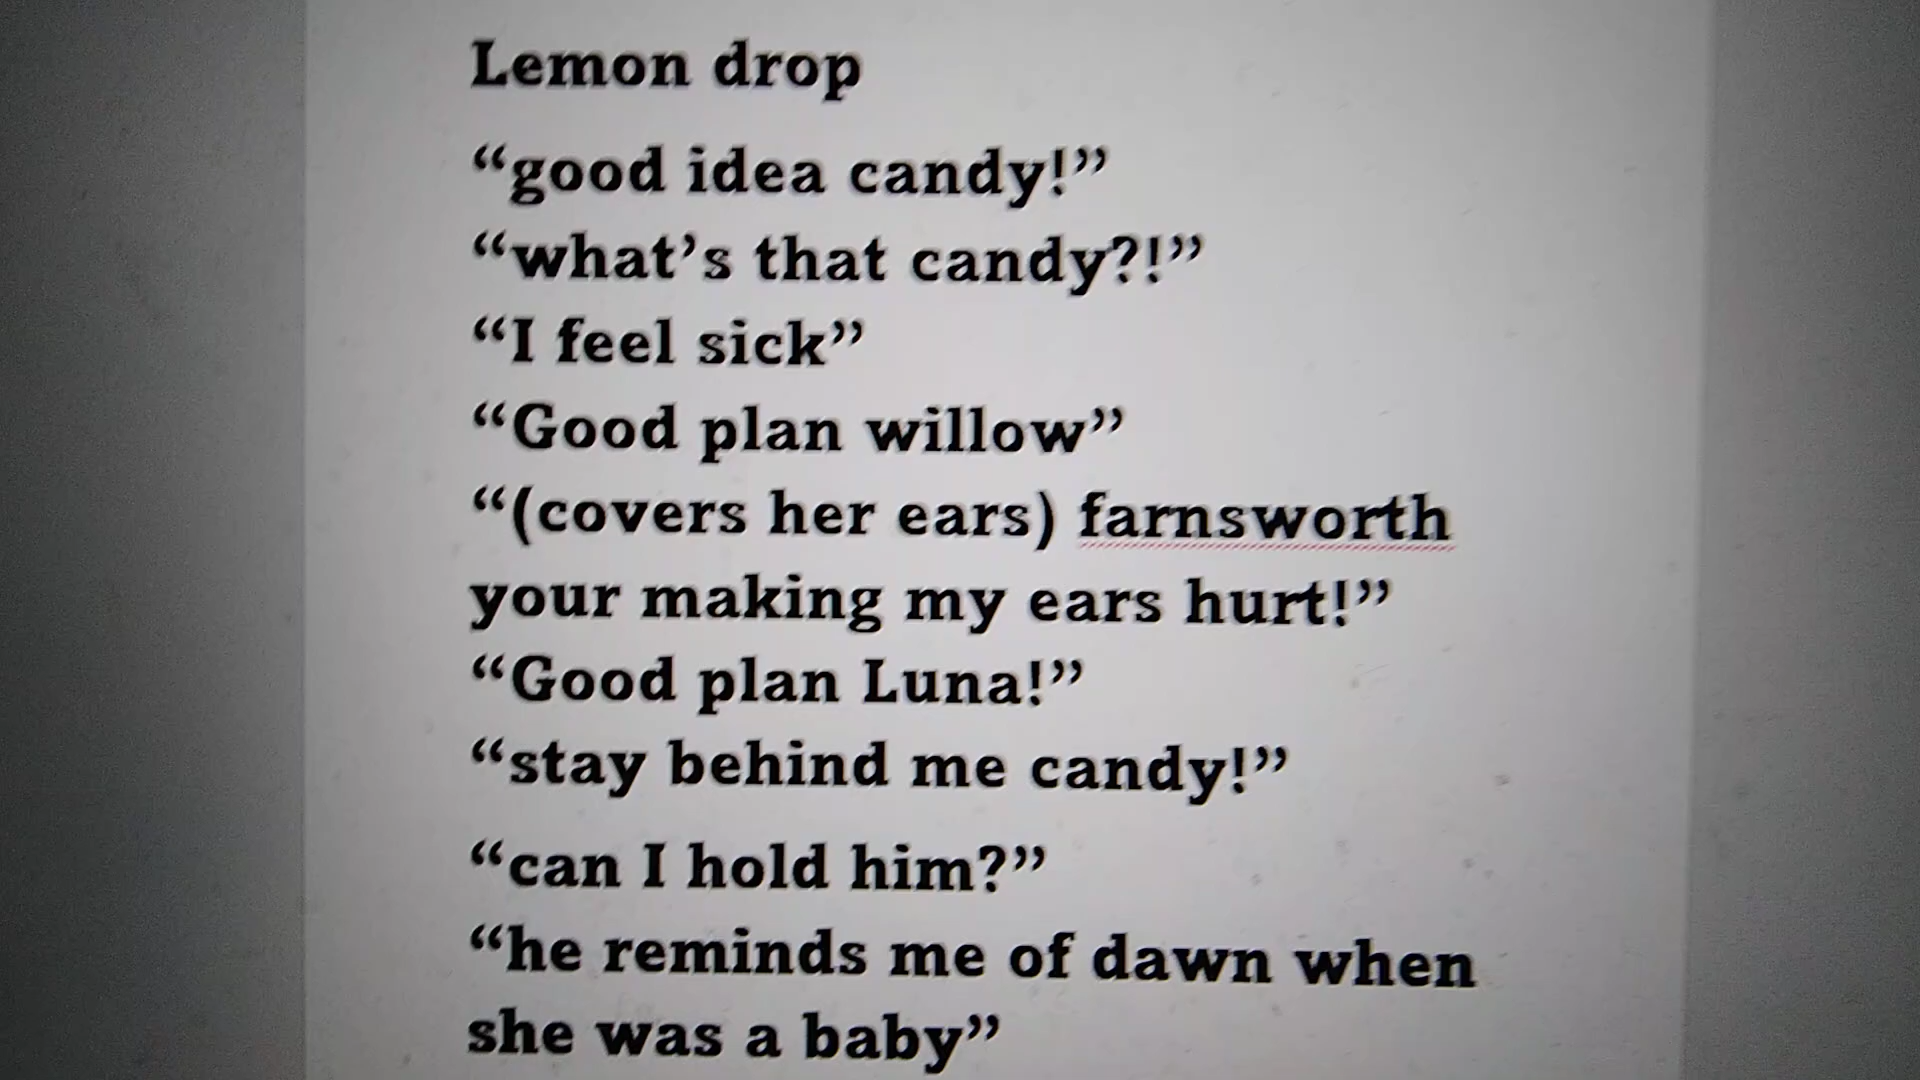 Lemon drop
“good idea candy!”
“what’s that candy?!”
“I feel sick”
“Good plan willow”
“(covers her ears) farnsworth
your making my ears hurt!”
“Good plan Luna!”
“stay behind me candy!”
“can I hold him?”
“he reminds me of dawn when
she was a baby”